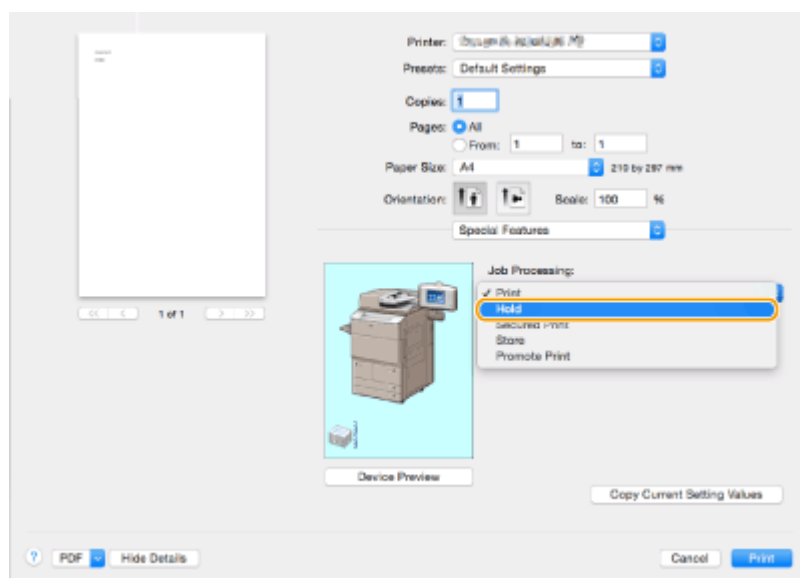 Printer:
Presets: Default Settings
Copies: 1
Pages: All
From: 1 to: 1
Paper Size: A4 210 by 297 mm
Orientation: Scale: 100 %
Special Features
Job Processing:
Print
Hold
Secured Print
Store
Promote Print
<< < 1 of 1 > >>
Device Preview
Copy Current Setting Values
? PDF Hide Details Cancel Print